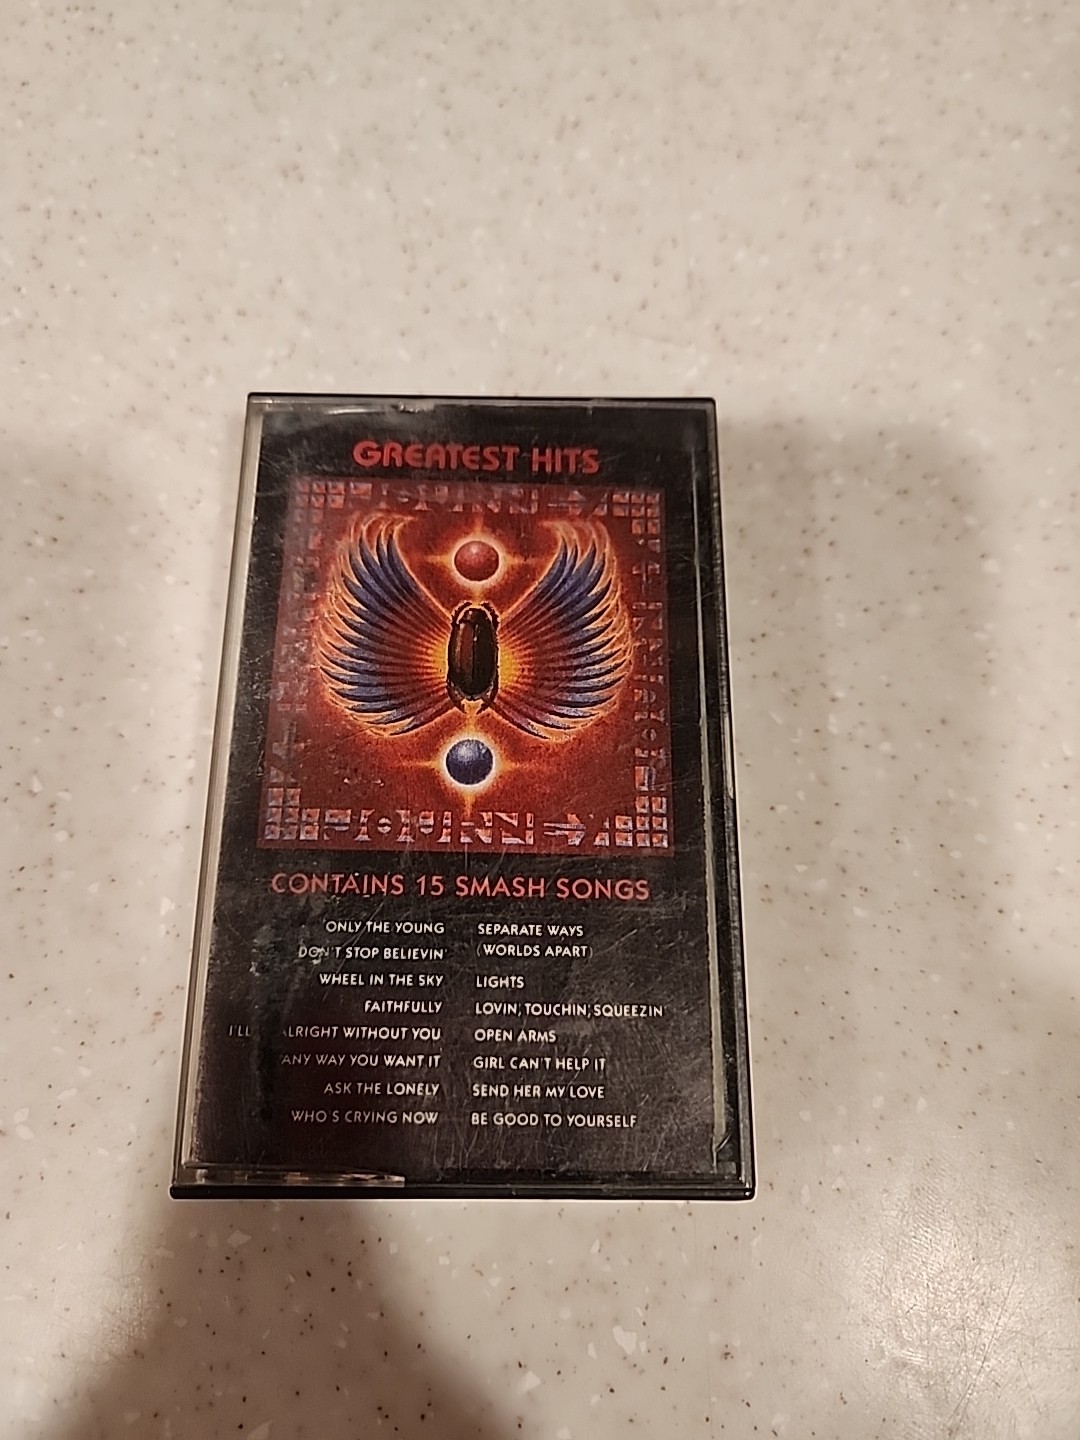 GREATEST HITS
CONTAINS 15 SMASH SONGS
ONLY THE YOUNG
DON'T STOP BELIEVIN'
WHEEL IN THE SKY
FAITHFULLY
I'LL ALRIGHT WITHOUT YOU
ANY WAY YOU WANT IT
ASK THE LONELY
WHO'S CRYING NOW
SEPARATE WAYS
(WORLDS APART)
LIGHTS
LOVIN', TOUCHIN', SQUEEZIN'
OPEN ARMS
GIRL CAN'T HELP IT
SEND HER MY LOVE
BE GOOD TO YOURSELF